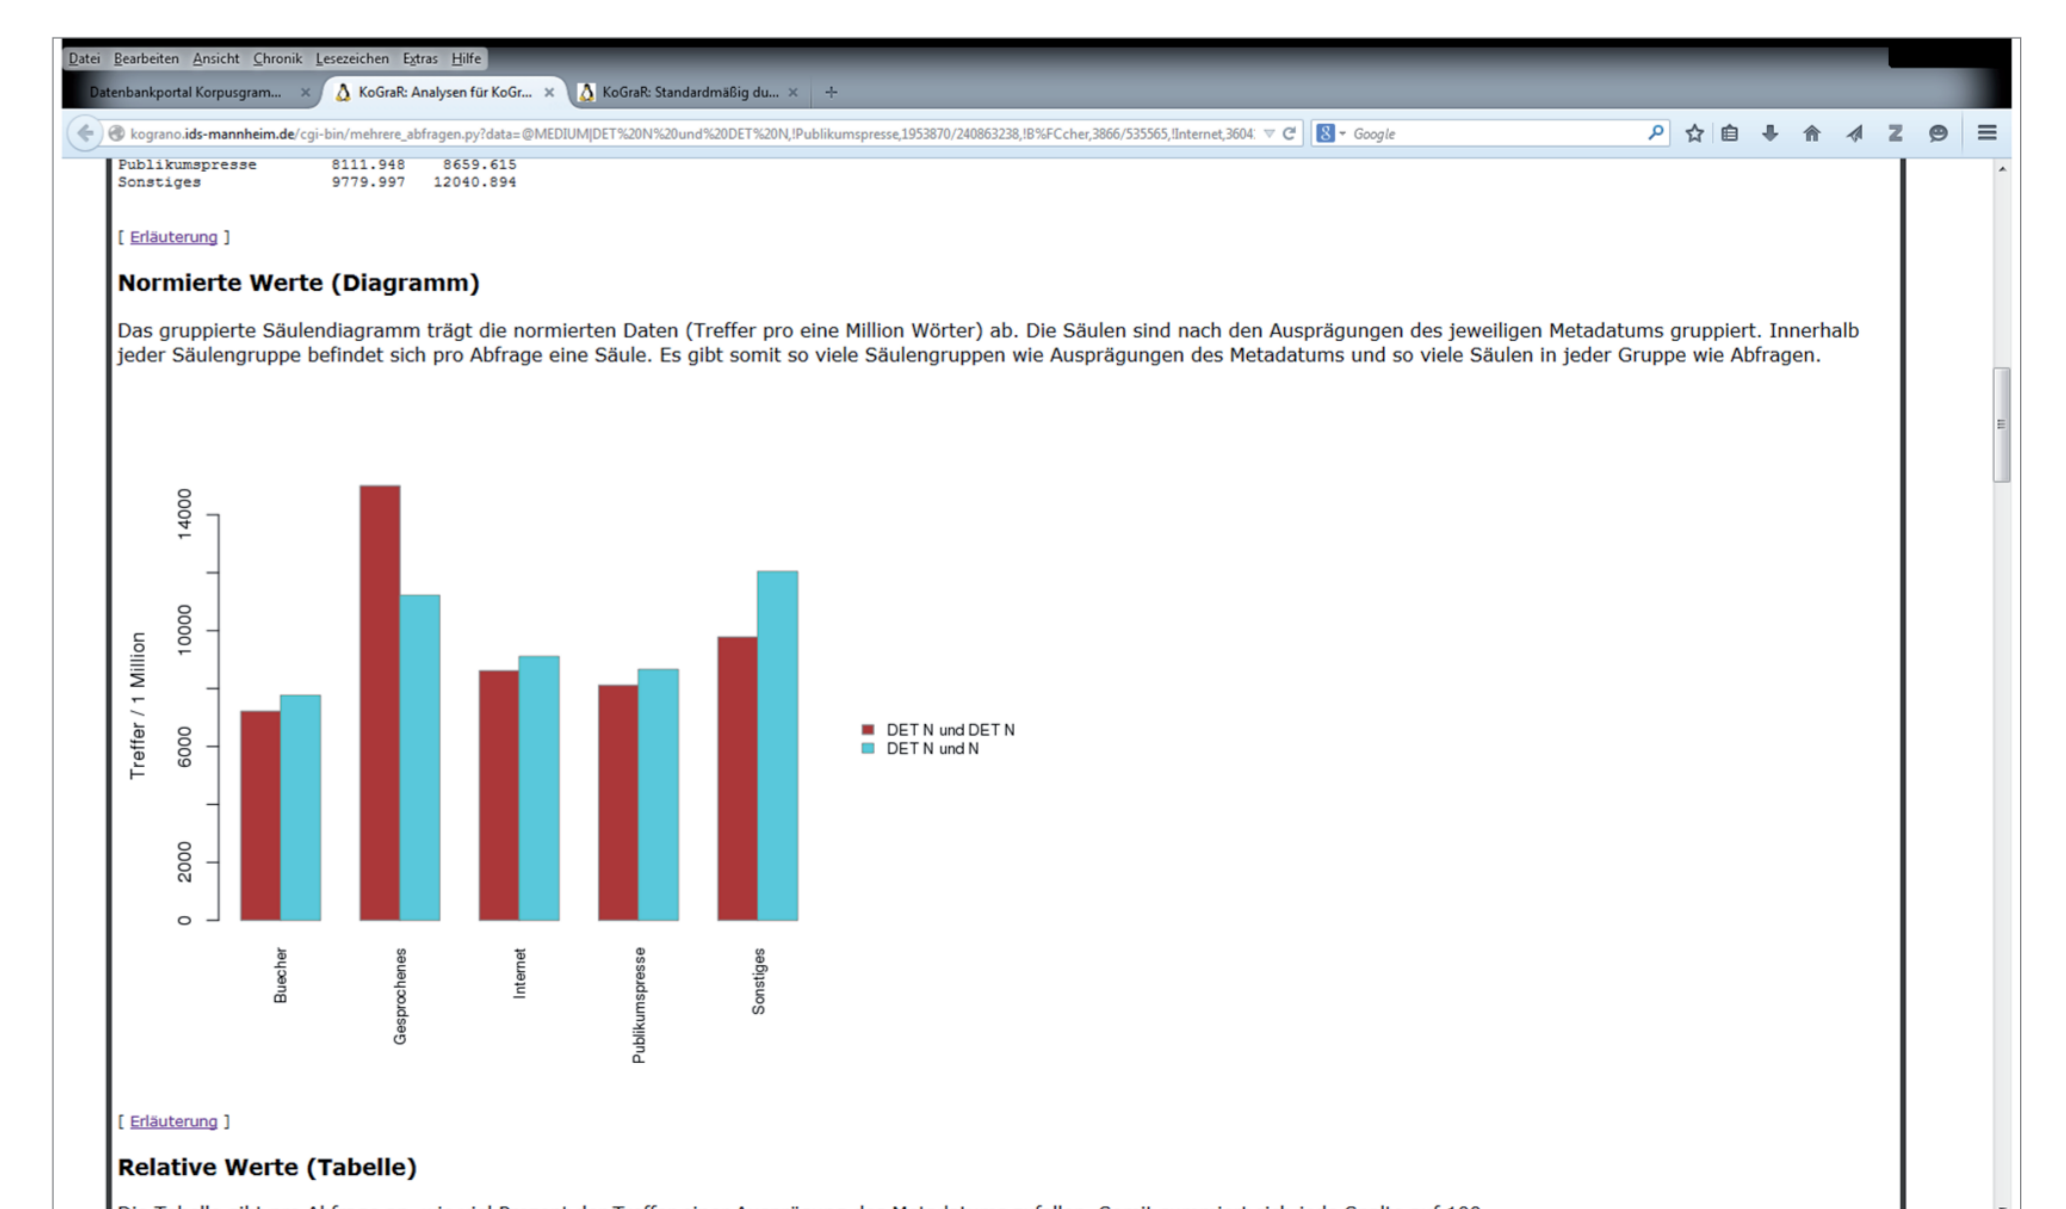 Datei Bearbeiten Ansicht Chronik Lesezeichen Extras Hilfe
Datenbankportal Korpusgram... × KoGraR: Analysen für KoGr... × KoGraR: Standardmäßig du... × +
kograno.ids-mannheim.de/cgi-bin/mehrere_abfragen.py?data=@MEDIUM|DET%20N%20und%20DET%20N,!Publikumspresse,1953870/240863238,!B%FCcher,3866/535565,!Internet,3604: Google
Publikumspresse 8111.948 8659.615
Sonstiges 9779.997 12040.894
[ Erläuterung ]
Normierte Werte (Diagramm)
Das gruppierte Säulendiagramm trägt die normierten Daten (Treffer pro eine Million Wörter) ab. Die Säulen sind nach den Ausprägungen des jeweiligen Metadatums gruppiert. Innerhalb
jeder Säulengruppe befindet sich pro Abfrage eine Säule. Es gibt somit so viele Säulengruppen wie Ausprägungen des Metadatums und so viele Säulen in jeder Gruppe wie Abfragen.
Treffer / 1 Million
14000
10000
6000
2000
0
DET N und DET N
DET N und N
Buecher
Gesprochenes
Internet
Publikumspresse
Sonstiges
[ Erläuterung ]
Relative Werte (Tabelle)